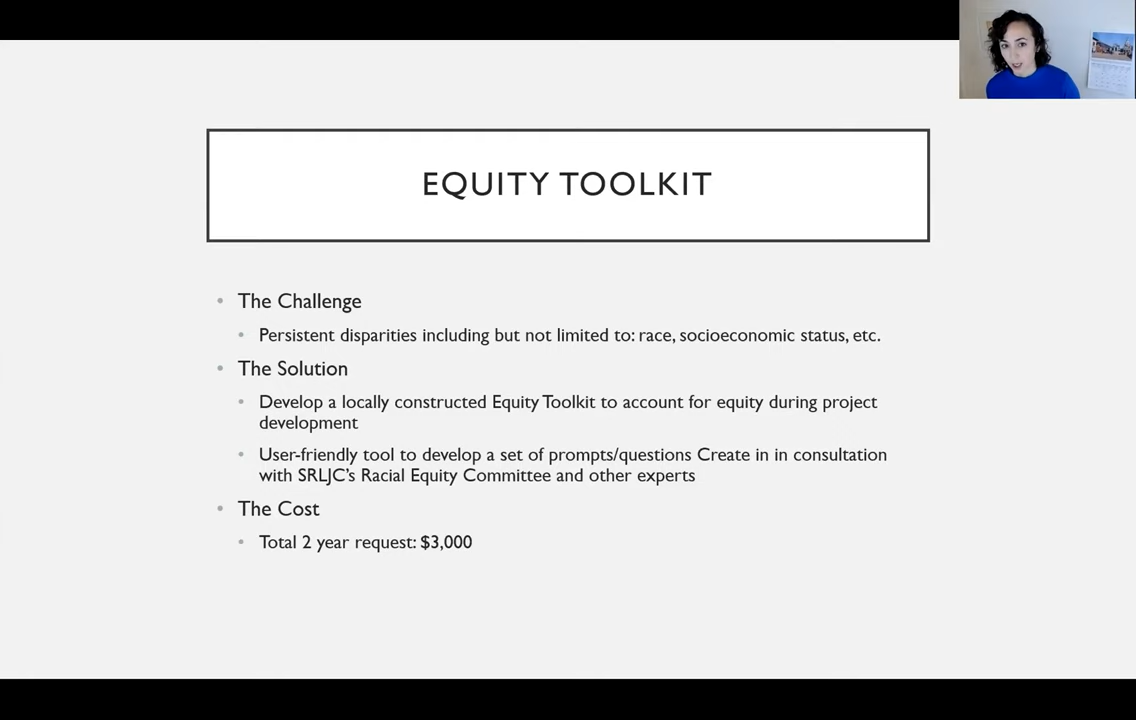 EQUITY TOOLKIT
• The Challenge
• Persistent disparities including but not limited to: race, socioeconomic status, etc.
• The Solution
• Develop a locally constructed Equity Toolkit to account for equity during project
development
• User-friendly tool to develop a set of prompts/questions Create in in consultation
with SRLJC's Racial Equity Committee and other experts
• The Cost
• Total 2 year request: $3,000